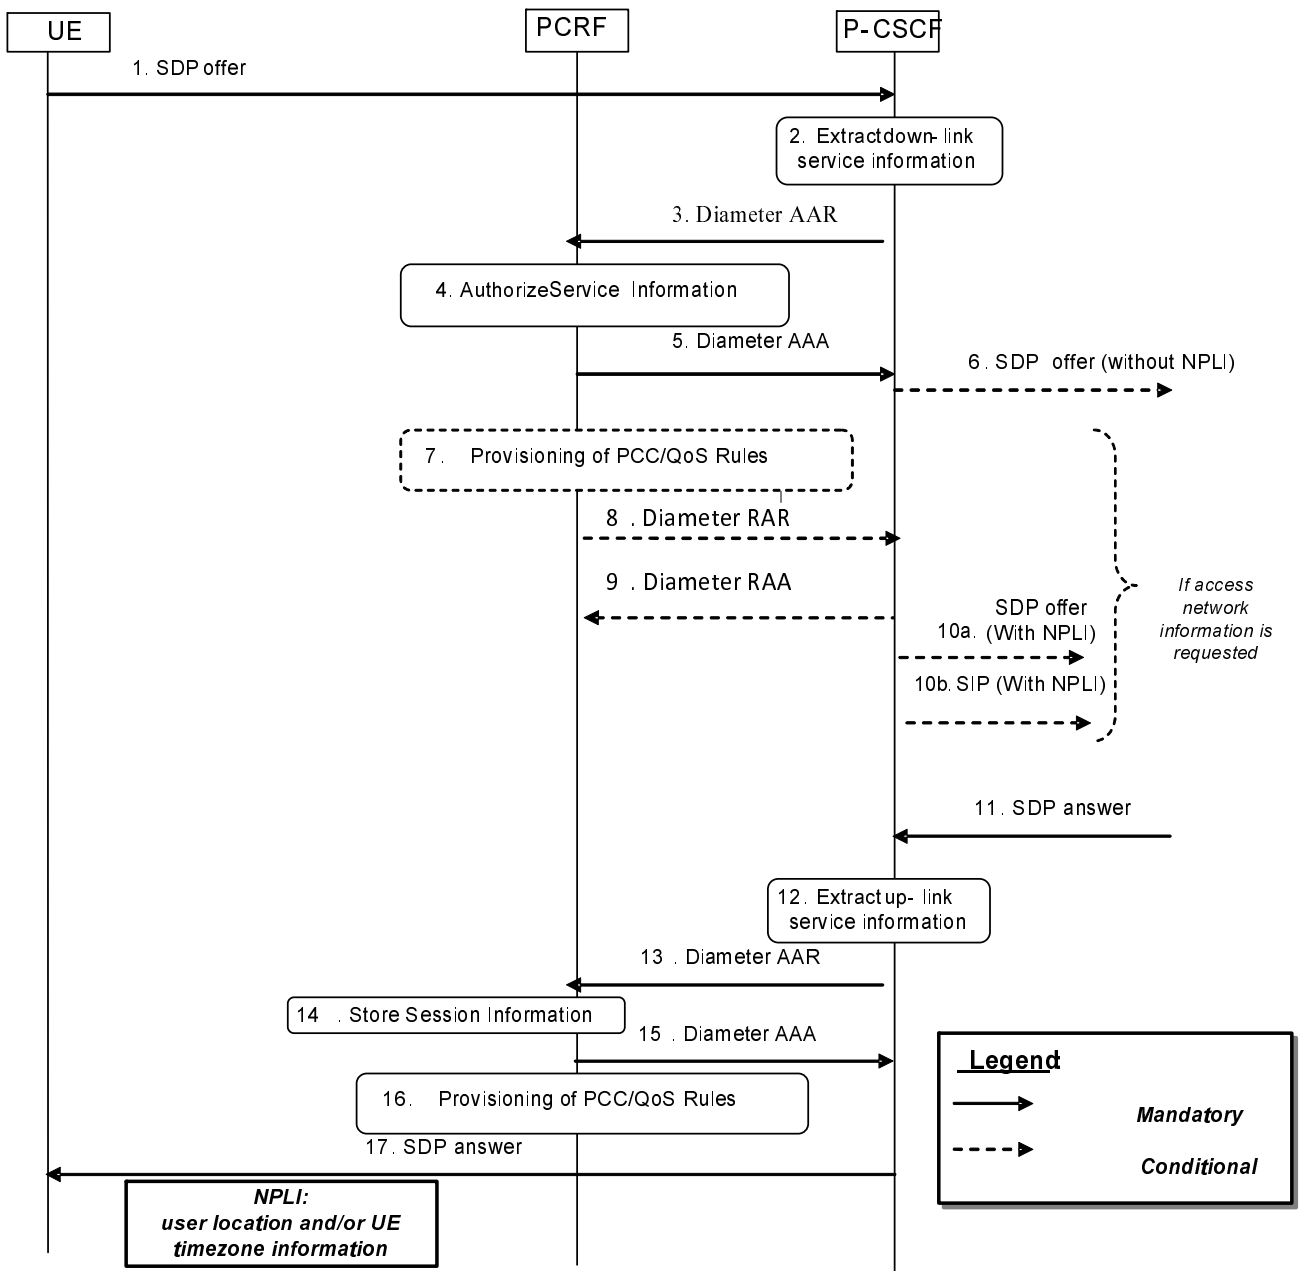 UE
PCRF
P-CSCF
1. SDP offer
2. Extractdown- link
service information
3. Diameter AAR
4. AuthorizeService Information
5. Diameter AAA
6. SDP offer (without NPLI)
7. Provisioning of PCC/QoS Rules
8 . Diameter RAR
9 . Diameter RAA
If access
network
information is
requested
SDP offer
10a. (With NPLI)
10b. SIP (With NPLI)
11. SDP answer
12. Extract up- link
service information
13 . Diameter AAR
14 . Store Session Information
15 . Diameter AAA
16. Provisioning of PCC/QoS Rules
17. SDP answer
Legend:
Mandatory
Conditional
NPLI:
user location and/or UE
timezone information